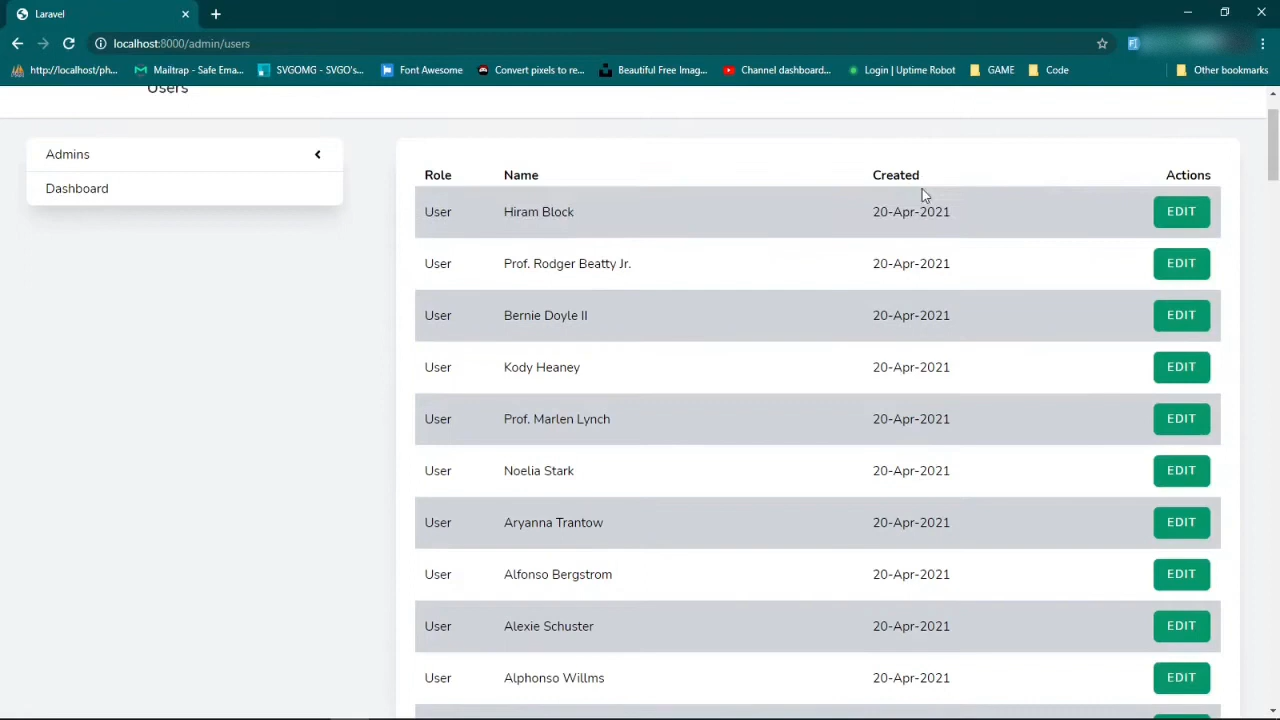 Laravel
localhost:8000/admin/users
http://localhost/ph...
Mailtrap - Safe Ema...
SVGOMG - SVGO's...
Font Awesome
Convert pixels to re...
Beautiful Free Imag...
Channel dashboard...
Login | Uptime Robot
GAME
Code
Other bookmarks
Users
Admins
Dashboard
Role Name Created Actions
User Hiram Block 20-Apr-2021 EDIT
User Prof. Rodger Beatty Jr. 20-Apr-2021 EDIT
User Bernie Doyle II 20-Apr-2021 EDIT
User Kody Heaney 20-Apr-2021 EDIT
User Prof. Marlen Lynch 20-Apr-2021 EDIT
User Noelia Stark 20-Apr-2021 EDIT
User Aryanna Trantow 20-Apr-2021 EDIT
User Alfonso Bergstrom 20-Apr-2021 EDIT
User Alexie Schuster 20-Apr-2021 EDIT
User Alphonso Willms 20-Apr-2021 EDIT